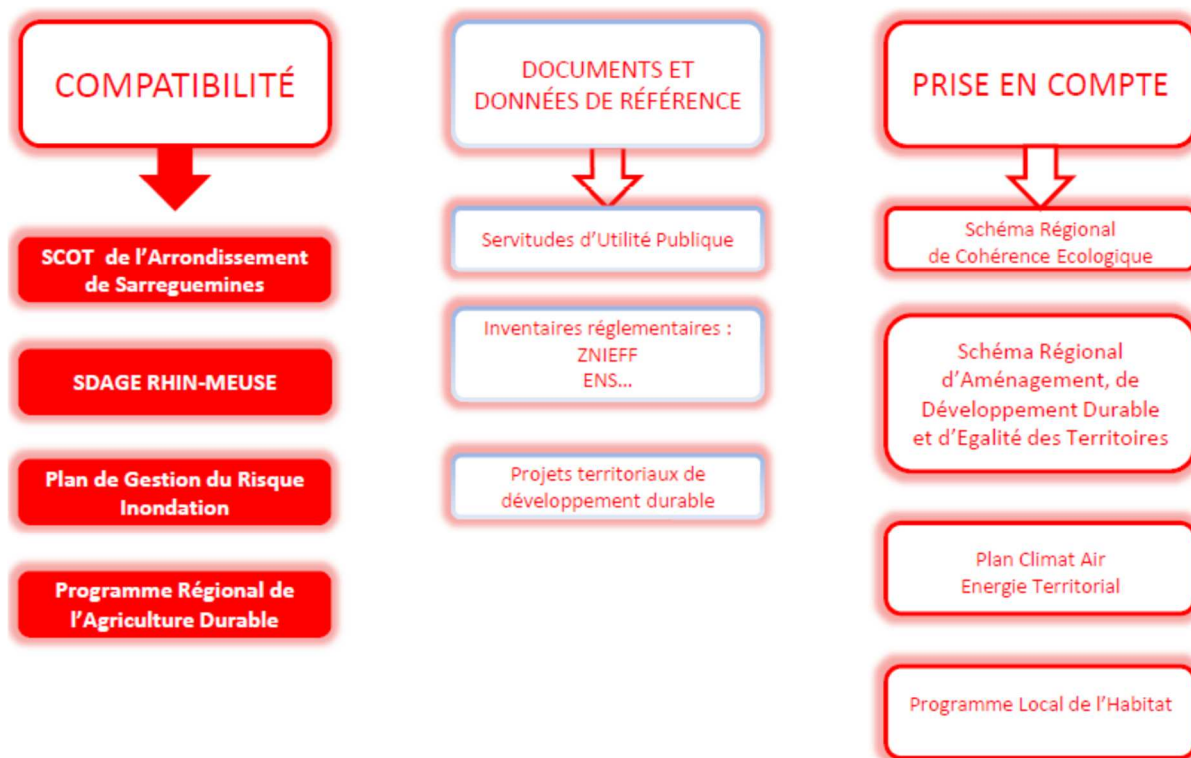 COMPATIBILITÉ
SCOT de l’Arrondissement
de Sarreguemines
SDAGE RHIN-MEUSE
Plan de Gestion du Risque
Inondation
Programme Régional de
l’Agriculture Durable
DOCUMENTS ET
DONNÉES DE RÉFÉRENCE
Servitudes d’Utilité Publique
Inventaires réglementaires :
ZNIEFF
ENS...
Projets territoriaux de
développement durable
PRISE EN COMPTE
Schéma Régional
de Cohérence Ecologique
Schéma Régional
d’Aménagement, de
Développement Durable
et d’Egalité des Territoires
Plan Climat Air
Energie Territorial
Programme Local de l’Habitat